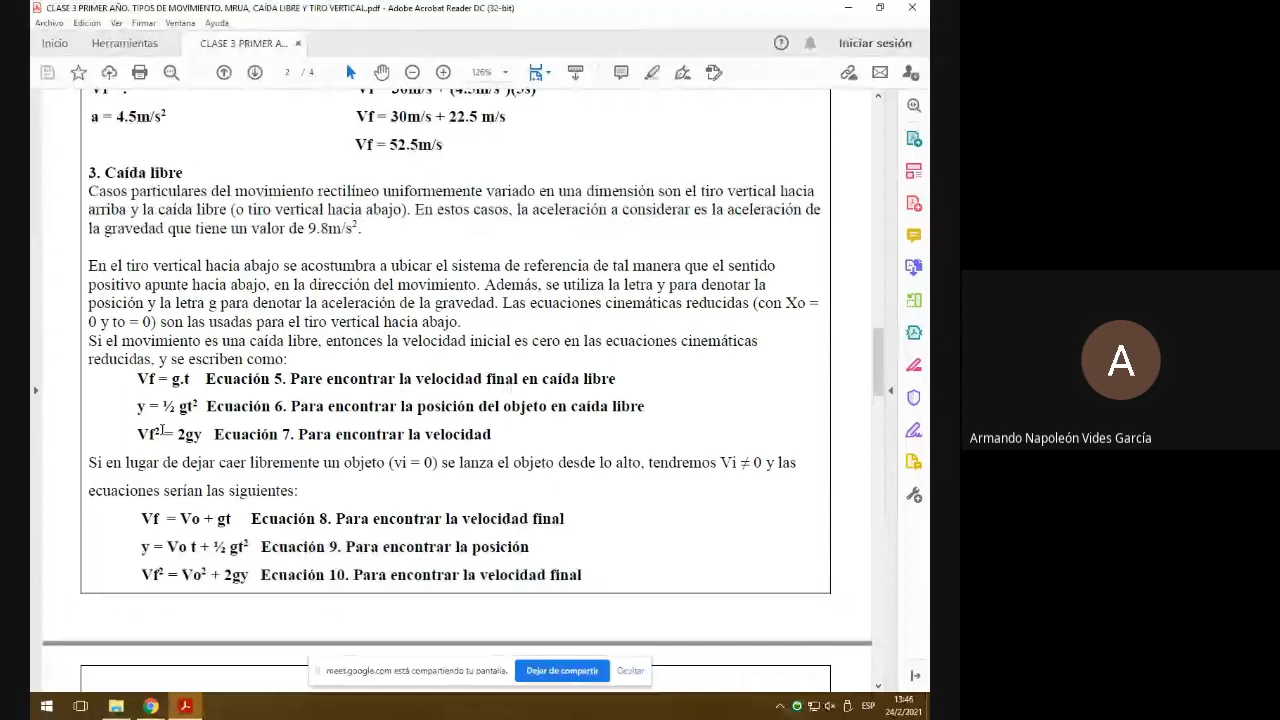 CLASE 3 PRIMER AÑO. TIPOS DE MOVIMIENTO. MRUA, CAÍDA LIBRE Y TIRO VERTICAL.pdf - Adobe Acrobat Reader DC (32-bit)
Archivo Edición Ver Firmar Ventana Ayuda
Inicio Herramientas CLASE 3 PRIMER A... × Iniciar sesión
2 / 4 126%
a = 4.5m/s² Vf = 30m/s + 22.5 m/s
Vf = 52.5m/s
3. Caída libre
Casos particulares del movimiento rectilíneo uniformemente variado en una dimensión son el tiro vertical hacia
arriba y la caída libre (o tiro vertical hacia abajo). En estos casos, la aceleración a considerar es la aceleración de
la gravedad que tiene un valor de 9.8m/s².
En el tiro vertical hacia abajo se acostumbra a ubicar el sistema de referencia de tal manera que el sentido
positivo apunte hacia abajo, en la dirección del movimiento. Además, se utiliza la letra y para denotar la
posición y la letra g para denotar la aceleración de la gravedad. Las ecuaciones cinemáticas reducidas (con Xo =
0 y to = 0) son las usadas para el tiro vertical hacia abajo.
Si el movimiento es una caída libre, entonces la velocidad inicial es cero en las ecuaciones cinemáticas
reducidas, y se escriben como:
Vf = g.t Ecuación 5. Pare encontrar la velocidad final en caída libre
y = ½ gt² Ecuación 6. Para encontrar la posición del objeto en caída libre
Vf² = 2gy Ecuación 7. Para encontrar la velocidad
Si en lugar de dejar caer libremente un objeto (vi = 0) se lanza el objeto desde lo alto, tendremos Vi ≠ 0 y las
ecuaciones serían las siguientes:
Vf = Vo + gt Ecuación 8. Para encontrar la velocidad final
y = Vo t + ½ gt² Ecuación 9. Para encontrar la posición
Vf² = Vo² + 2gy Ecuación 10. Para encontrar la velocidad final
meet.google.com está compartiendo tu pantalla. Dejar de compartir Ocultar
A
Armando Napoleón Vides García
ESP
13:46
24/2/2021